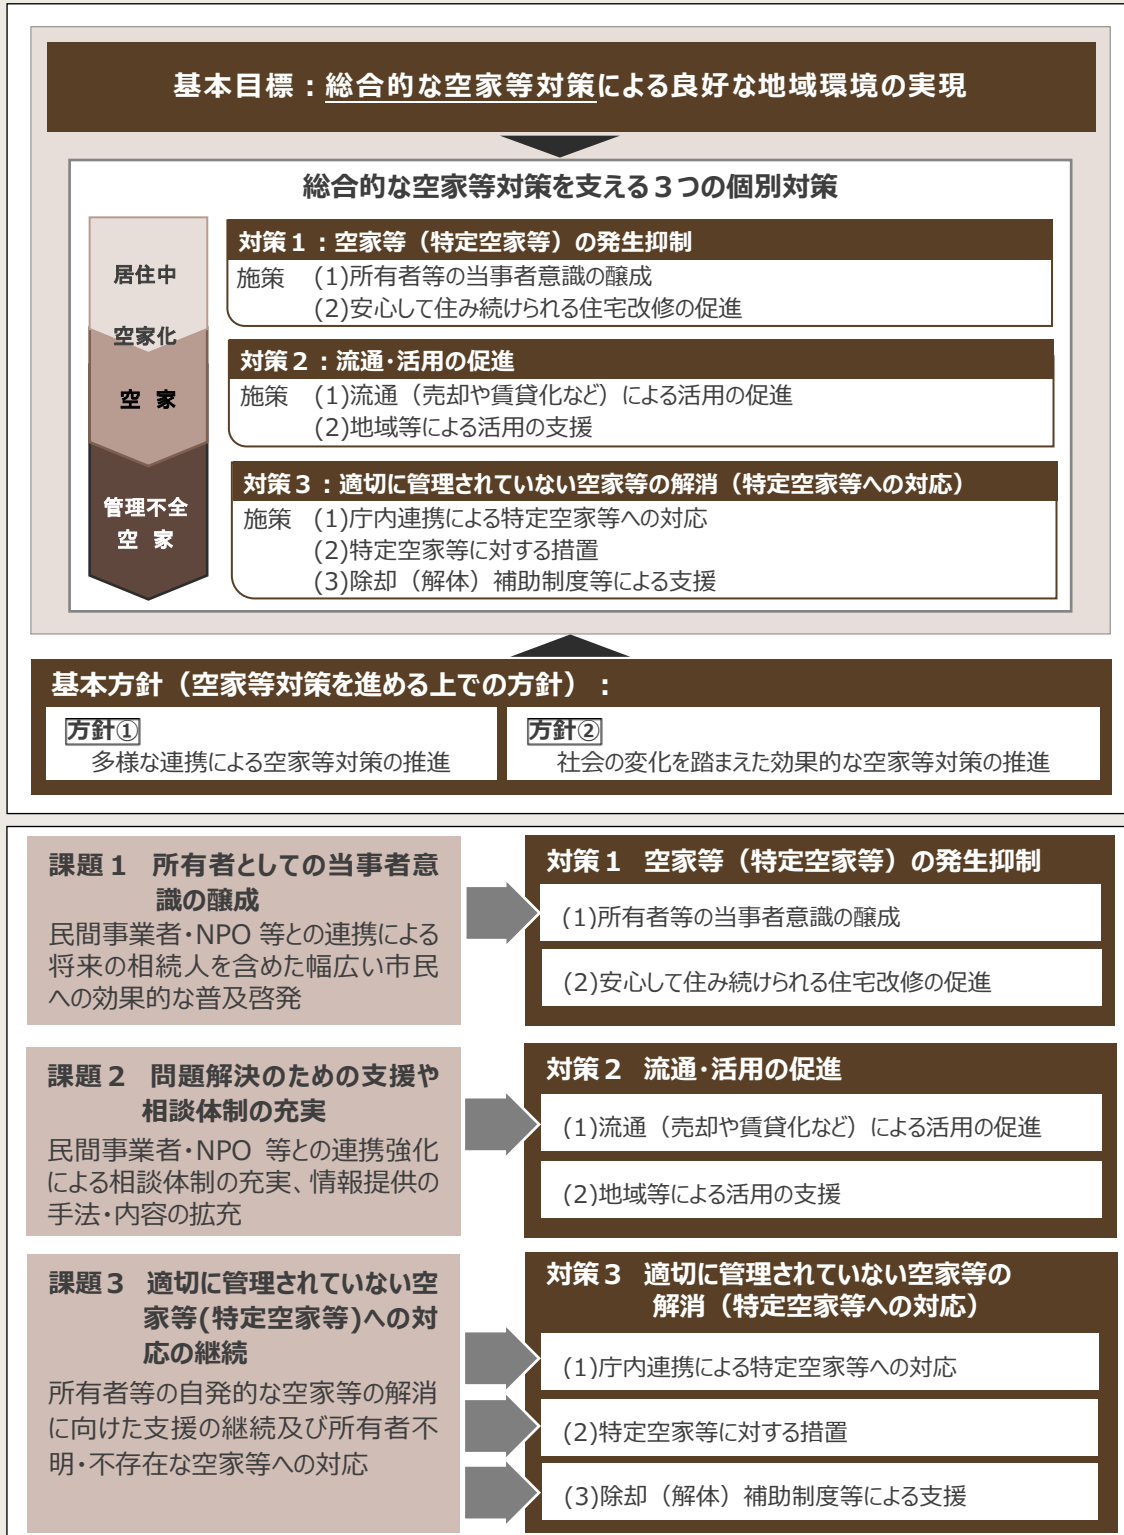 基本目標：総合的な空家等対策による良好な地域環境の実現
総合的な空家等対策を支える３つの個別対策
居住中
空家化
空 家
管理不全
空 家
対策１：空家等（特定空家等）の発生抑制
施策 (1)所有者等の当事者意識の醸成
(2)安心して住み続けられる住宅改修の促進
対策２：流通・活用の促進
施策 (1)流通（売却や賃貸化など）による活用の促進
(2)地域等による活用の支援
対策３：適切に管理されていない空家等の解消（特定空家等への対応）
施策 (1)庁内連携による特定空家等への対応
(2)特定空家等に対する措置
(3)除却（解体）補助制度等による支援
基本方針（空家等対策を進める上での方針）：
方針①
多様な連携による空家等対策の推進
方針②
社会の変化を踏まえた効果的な空家等対策の推進
課題１ 所有者としての当事者意
識の醸成
民間事業者・NPO 等との連携による
将来の相続人を含めた幅広い市民
への効果的な普及啓発
対策１ 空家等（特定空家等）の発生抑制
(1)所有者等の当事者意識の醸成
(2)安心して住み続けられる住宅改修の促進
課題２ 問題解決のための支援や
相談体制の充実
民間事業者・NPO 等との連携強化
による相談体制の充実、情報提供の
手法・内容の拡充
対策２ 流通・活用の促進
(1)流通（売却や賃貸化など）による活用の促進
(2)地域等による活用の支援
課題３ 適切に管理されていない空
家等(特定空家等)への対
応の継続
所有者等の自発的な空家等の解消
に向けた支援の継続及び所有者不
明・不存在な空家等への対応
対策３ 適切に管理されていない空家等の
解消（特定空家等への対応）
(1)庁内連携による特定空家等への対応
(2)特定空家等に対する措置
(3)除却（解体）補助制度等による支援